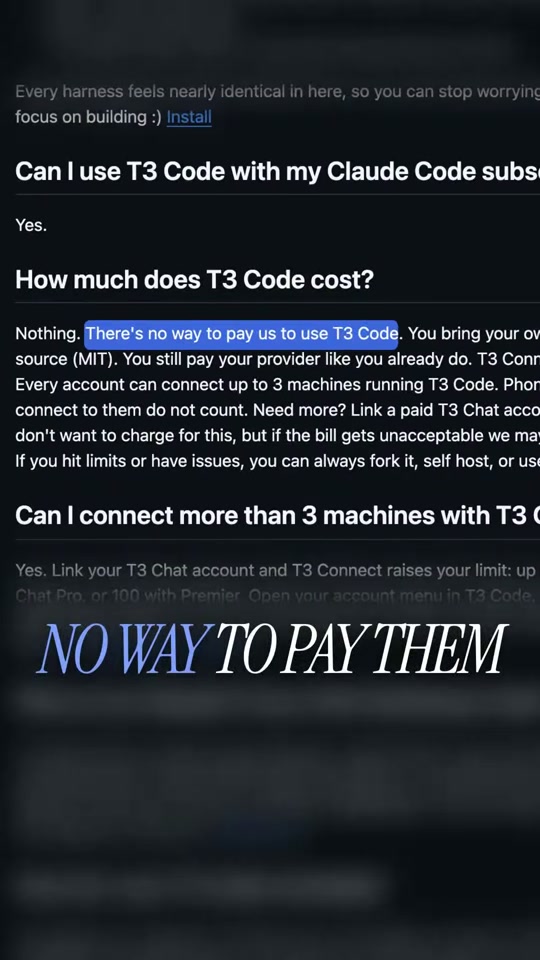 Every harness feels nearly identical in here, so you can stop worrying
focus on building :) Install
Can I use T3 Code with my Claude Code
Yes.
How much does T3 Code cost?
Nothing. There's no way to pay us to use T3 Code. You bring your
source (MIT). You still pay your provider like you already do. T3
Every account can connect up to 3 machines running T3 Code.
connect to them do not count. Need more? Link a paid T3 Chat
don't want to charge for this, but if the bill gets unacceptable we
If you hit limits or have issues, you can always fork it, self host, or
Can I connect more than 3 machines with T3
Yes. Link your T3 Chat account and T3 Connect raises your limit: up
Chat Pro, or 100 with Premier. Open your account menu in T3 Code,
NO WAY TO PAY THEM